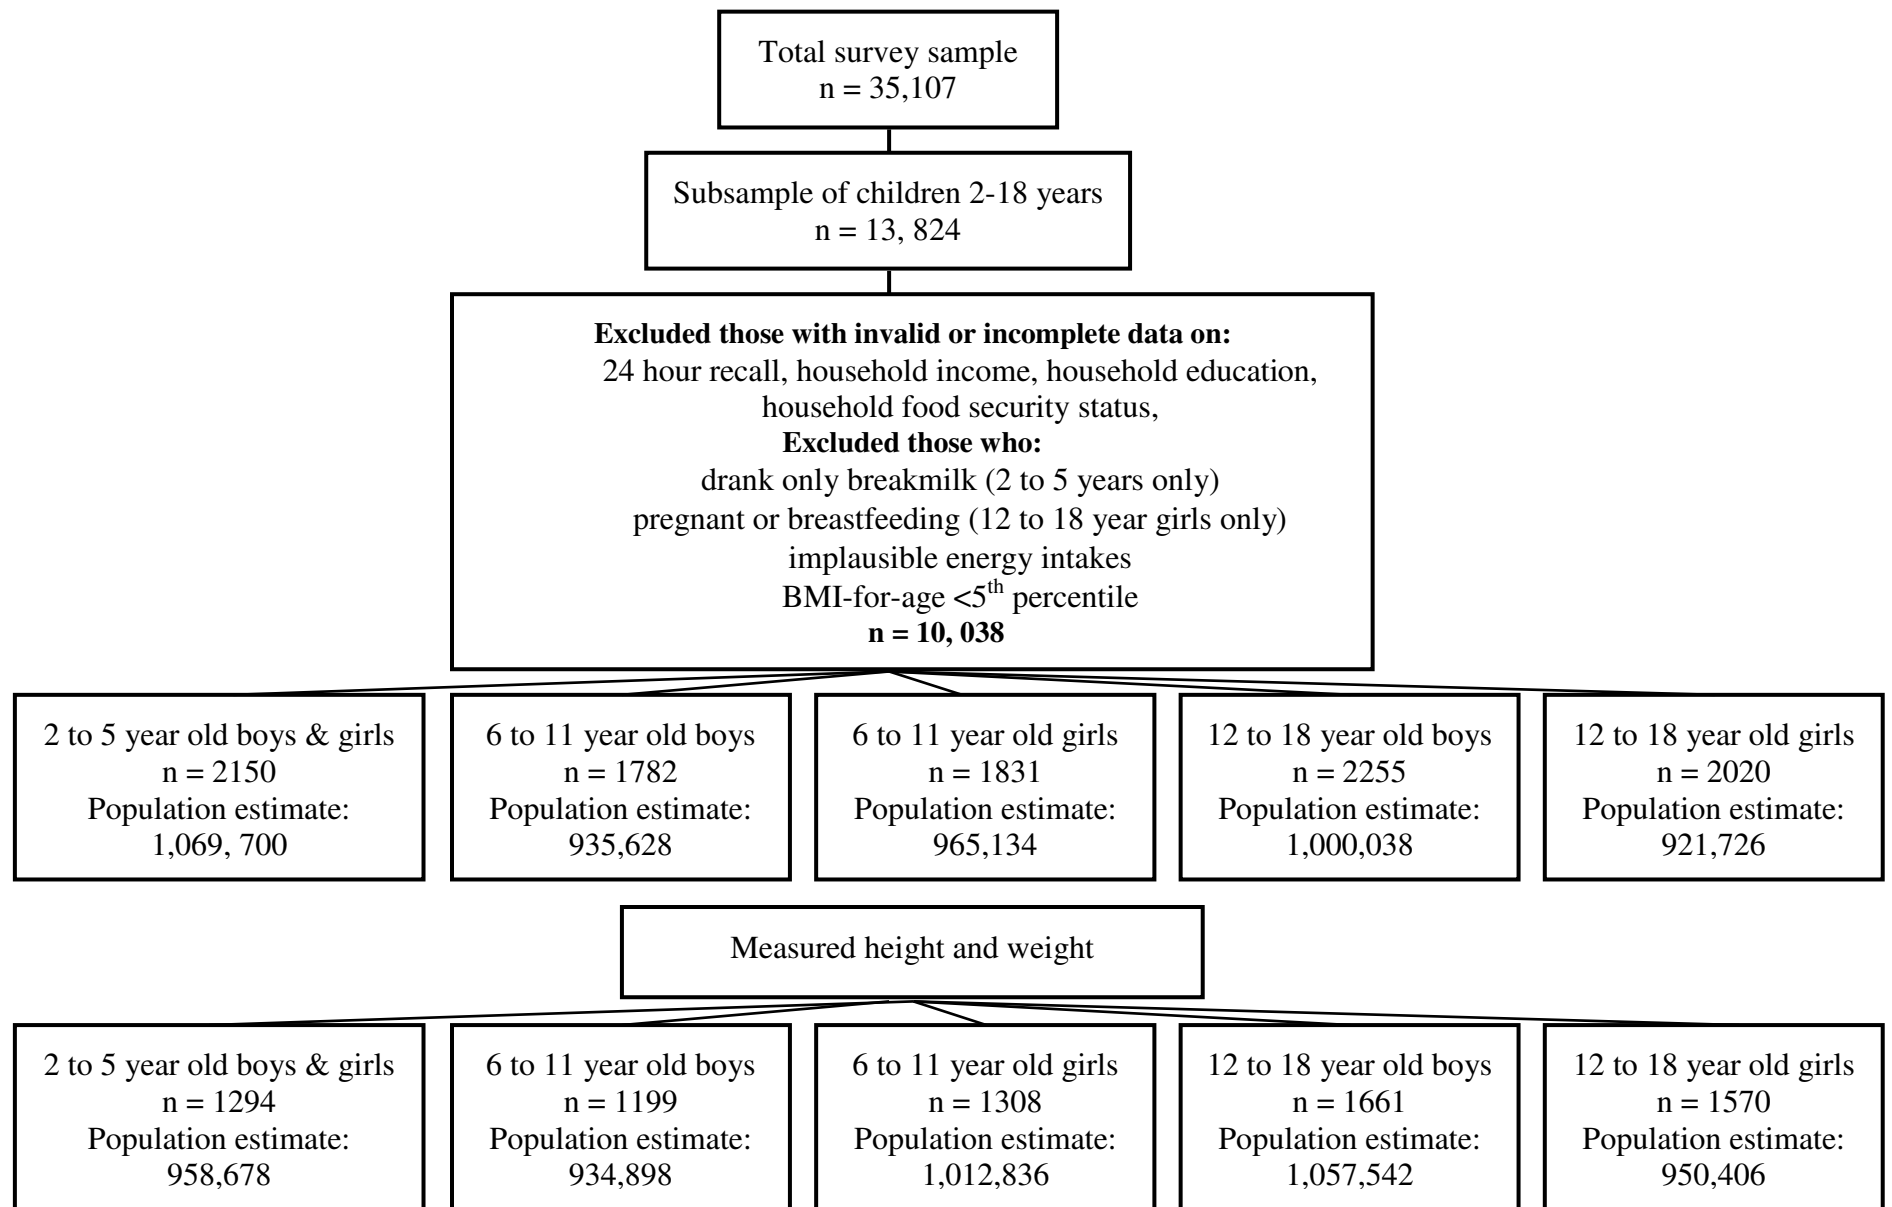 Total survey sample
n = 35,107
Subsample of children 2-18 years
n = 13, 824
Excluded those with invalid or incomplete data on:
24 hour recall, household income, household education,
household food security status,
Excluded those who:
drank only breakmilk (2 to 5 years only)
pregnant or breastfeeding (12 to 18 year girls only)
implausible energy intakes
BMI-for-age <5th percentile
n = 10, 038
2 to 5 year old boys & girls
n = 2150
Population estimate:
1,069, 700
6 to 11 year old boys
n = 1782
Population estimate:
935,628
6 to 11 year old girls
n = 1831
Population estimate:
965,134
12 to 18 year old boys
n = 2255
Population estimate:
1,000,038
12 to 18 year old girls
n = 2020
Population estimate:
921,726
Measured height and weight
2 to 5 year old boys & girls
n = 1294
Population estimate:
958,678
6 to 11 year old boys
n = 1199
Population estimate:
934,898
6 to 11 year old girls
n = 1308
Population estimate:
1,012,836
12 to 18 year old boys
n = 1661
Population estimate:
1,057,542
12 to 18 year old girls
n = 1570
Population estimate:
950,406